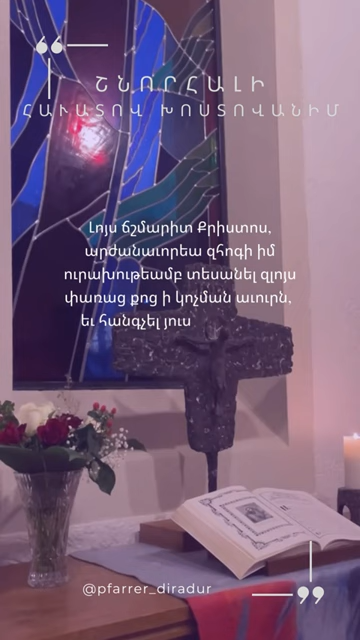 ՇՆՈՐՀԱԼԻ
ՀԱՒԱՏՈՎ ԽՈՍՏՈՎԱՆԻՄ
Լոյս ճշմարիտ Քրիստոս,
արժանաւորեա զհոգի իմ
ուրախութեամբ տեսանել զլոյս
փառաց քոց ի կոչման աւուրն,
եւ հանգչել յուս
@pfarrer_diradur